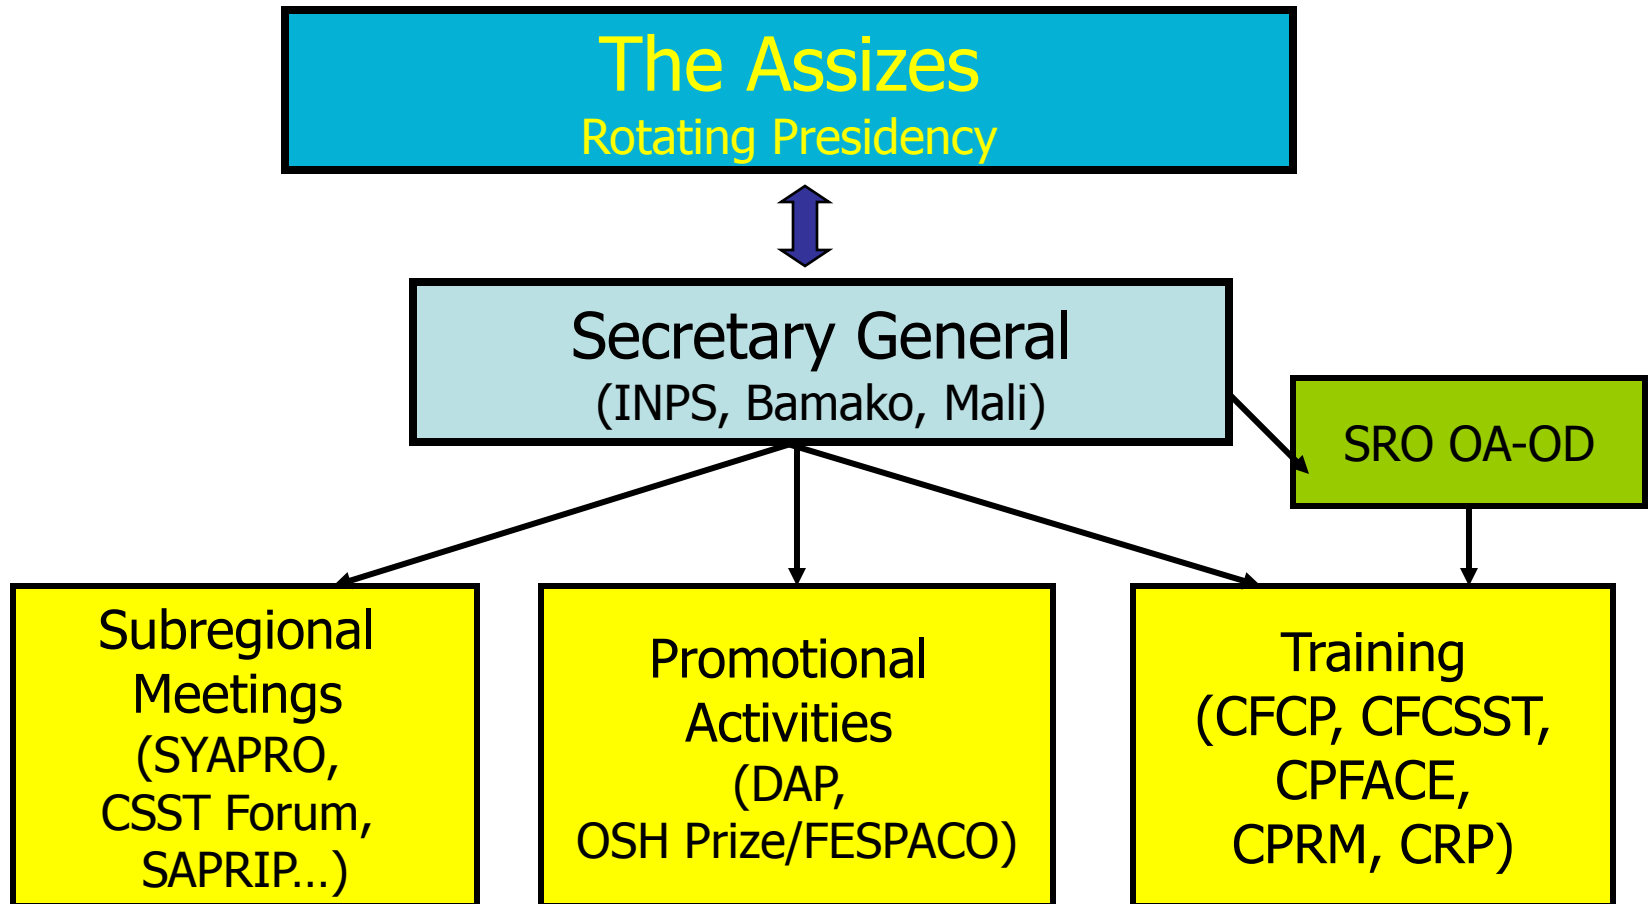 The Assizes
Rotating Presidency
Secretary General
(INPS, Bamako, Mali)
SRO OA-OD
Subregional
Meetings
(SYAPRO,
CSST Forum,
SAPRIP...)
Promotional
Activities
(DAP,
OSH Prize/FESPACO)
Training
(CFCP, CFCSST,
CPFACE,
CPRM, CRP)